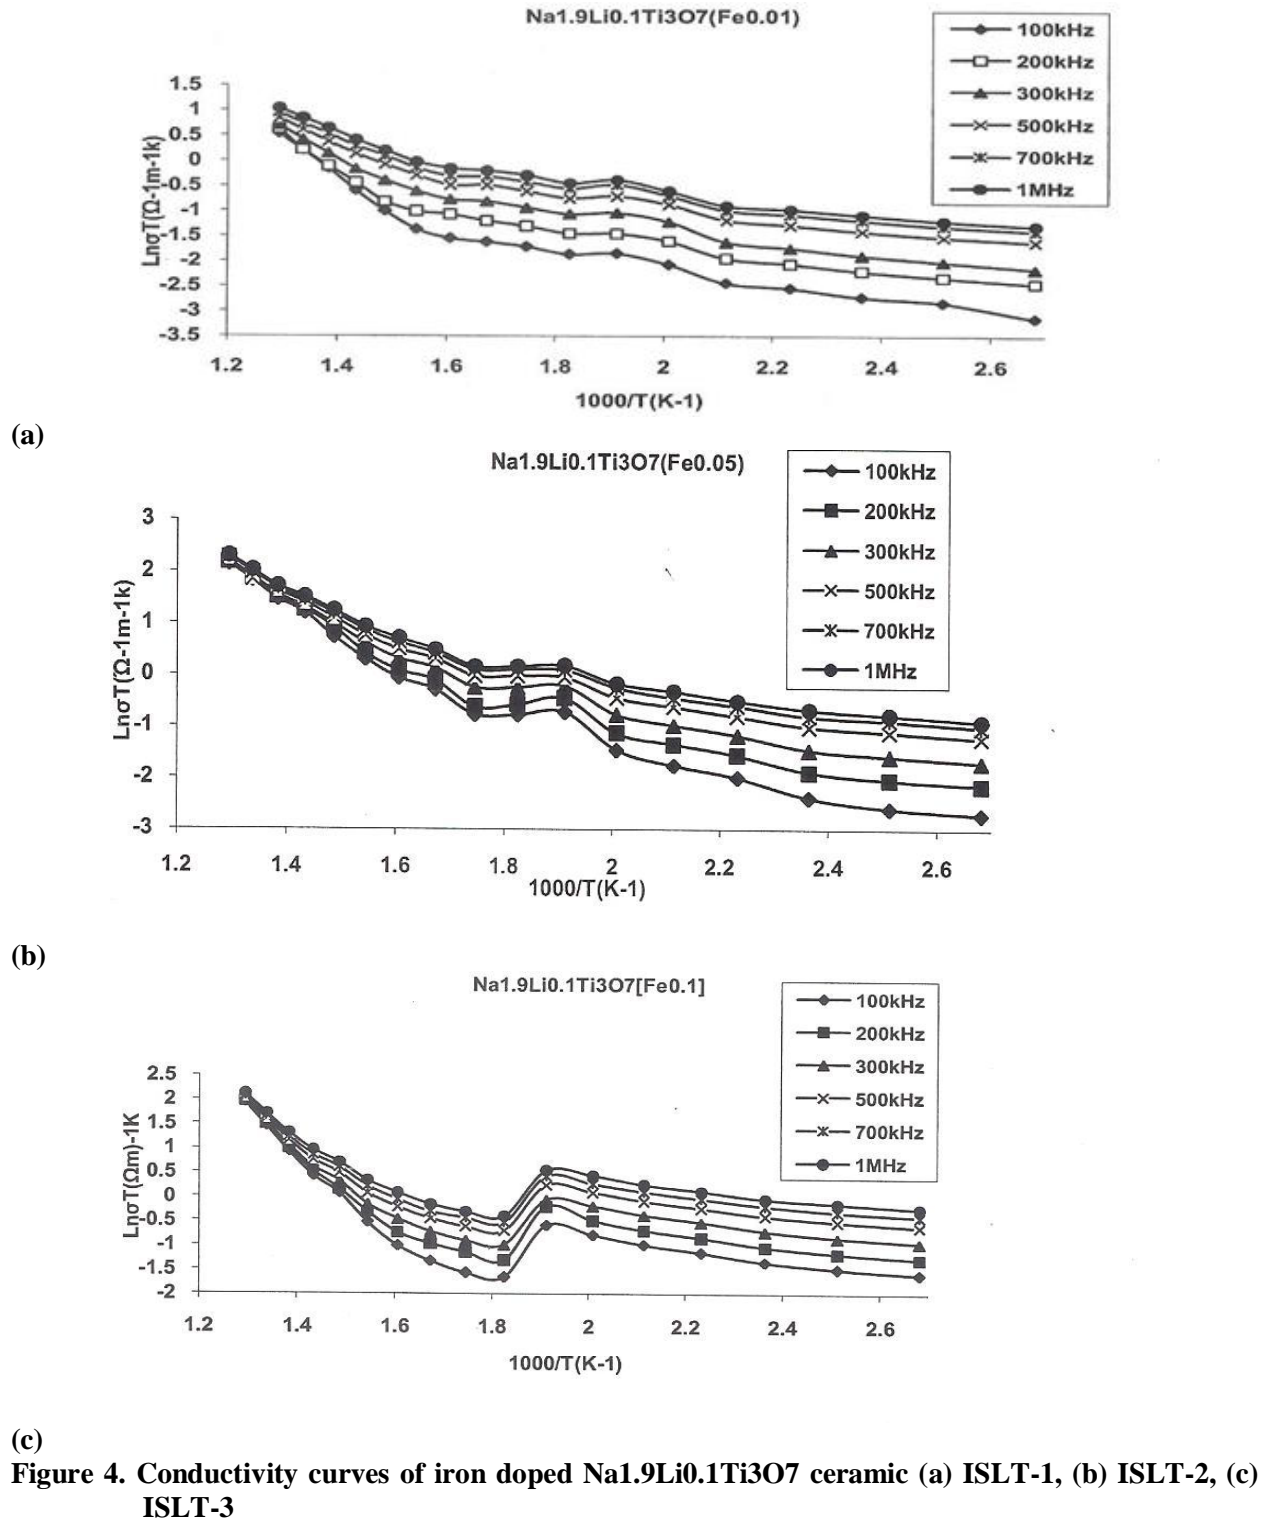 Na1.9Li0.1Ti3O7(Fe0.01)
100kHz
200kHz
300kHz
500kHz
700kHz
1MHz
LnσT(Ω-1m-1k)
1.5
1
0.5
0
-0.5
-1
-1.5
-2
-2.5
-3
-3.5
1.2
1.4
1.6
1.8
2
2.2
2.4
2.6
1000/T(K-1)
(a)
Na1.9Li0.1Ti3O7(Fe0.05)
100kHz
200kHz
300kHz
500kHz
700kHz
1MHz
LnσT(Ω-1m-1k)
3
2
1
0
-1
-2
-3
1.2
1.4
1.6
1.8
2
2.2
2.4
2.6
1000/T(K-1)
(b)
Na1.9Li0.1Ti3O7[Fe0.1]
100kHz
200kHz
300kHz
500kHz
700kHz
1MHz
LnσT(Ωm)-1K
2.5
2
1.5
1
0.5
0
-0.5
-1
-1.5
-2
1.2
1.4
1.6
1.8
2
2.2
2.4
2.6
1000/T(K-1)
(c)
Figure 4. Conductivity curves of iron doped Na1.9Li0.1Ti3O7 ceramic (a) ISLT-1, (b) ISLT-2, (c)
ISLT-3